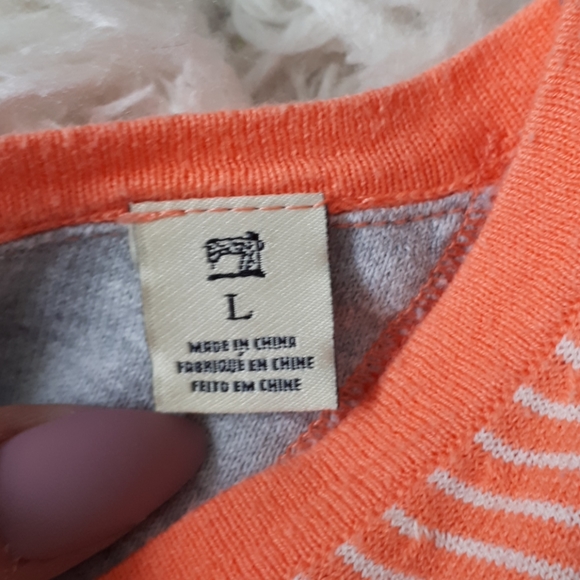 L
MADE IN CHINA
FABRIQUÉ EN CHINE
FEITO EM CHINE